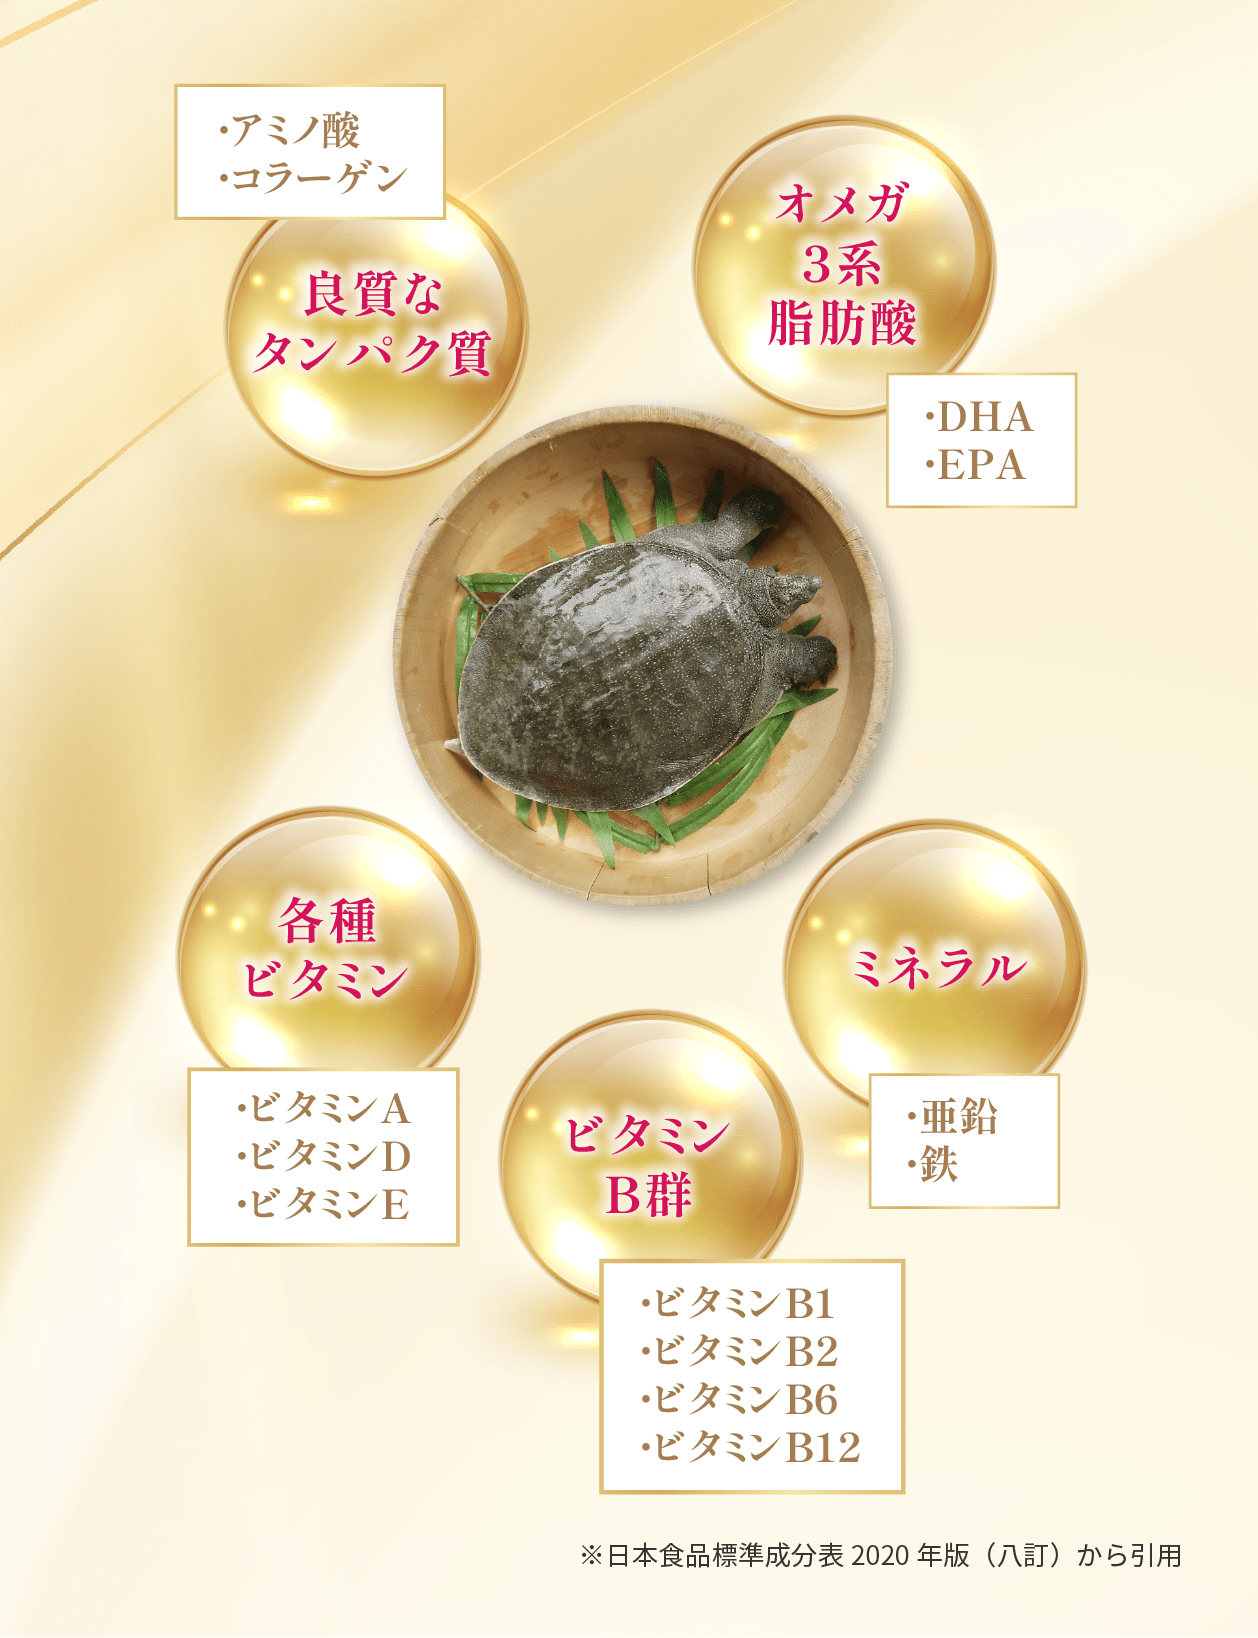 ・アミノ酸
・コラーゲン
良質な
タンパク質
オメガ
3系
脂肪酸
・DHA
・EPA
各種
ビタミン
・ビタミンA
・ビタミンD
・ビタミンE
ミネラル
・亜鉛
・鉄
ビタミン
B群
・ビタミンB1
・ビタミンB2
・ビタミンB6
・ビタミンB12
※日本食品標準成分表 2020 年版（八訂）から引用